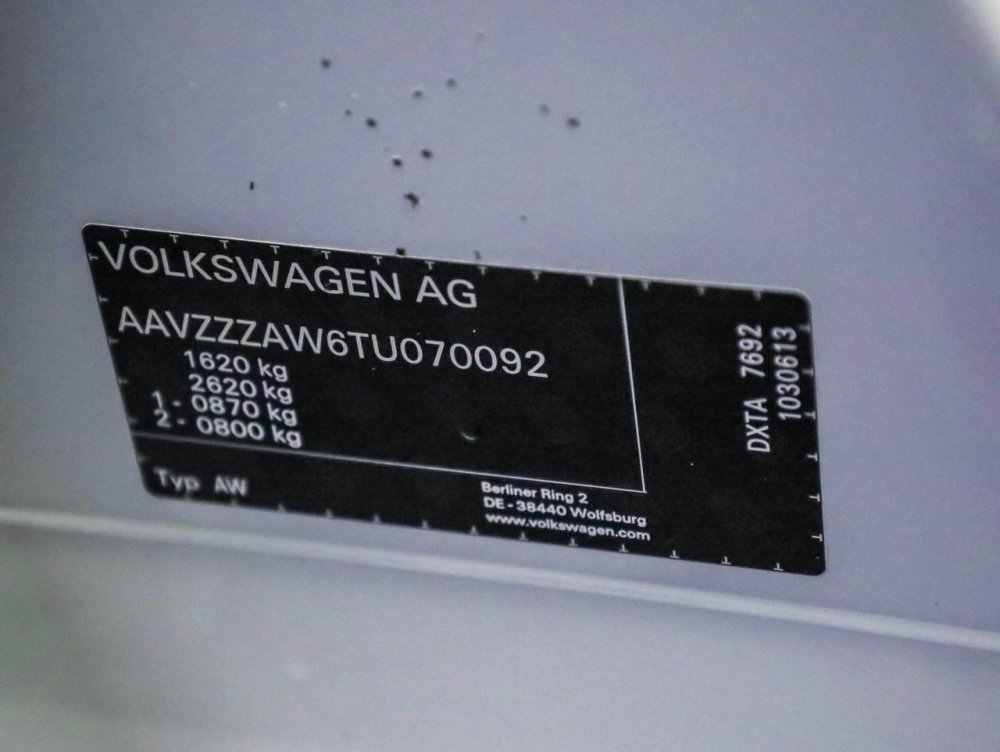 VOLKSWAGEN AG
AAVZZZAW6TU070092
1620 kg
2620 kg
1 - 0870 kg
2 - 0800 kg
Typ AW
Berliner Ring 2
DE - 38440 Wolfsburg
www.volkswagen.com
DXTA 7692
1030613